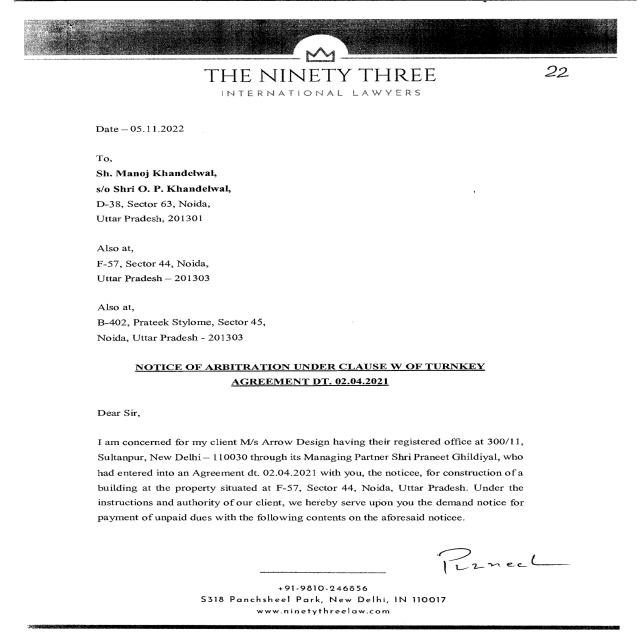 THE NINETY THREE
22
INTERNATIONAL LAWYERS
Date – 05.11.2022
To,
Sh. Manoj Khandelwal,
s/o Shri O. P. Khandelwal,
D-38, Sector 63, Noida,
Uttar Pradesh, 201301
Also at,
F-57, Sector 44, Noida,
Uttar Pradesh – 201303
Also at,
B-402, Prateek Stylome, Sector 45,
Noida, Uttar Pradesh - 201303
NOTICE OF ARBITRATION UNDER CLAUSE W OF TURNKEY
AGREEMENT DT. 02.04.2021
Dear Sir,
I am concerned for my client M/s Arrow Design having their registered office at 300/11,
Sultanpur, New Delhi – 110030 through its Managing Partner Shri Praneet Ghildiyal, who
had entered into an Agreement dt. 02.04.2021 with you, the noticee, for construction of a
building at the property situated at F-57, Sector 44, Noida, Uttar Pradesh. Under the
instructions and authority of our client, we hereby serve upon you the demand notice for
payment of unpaid dues with the following contents on the aforesaid noticee.
+91-9810-246856
S318 Panchsheel Park, New Delhi, IN 110017
www.ninetythreelaw.com